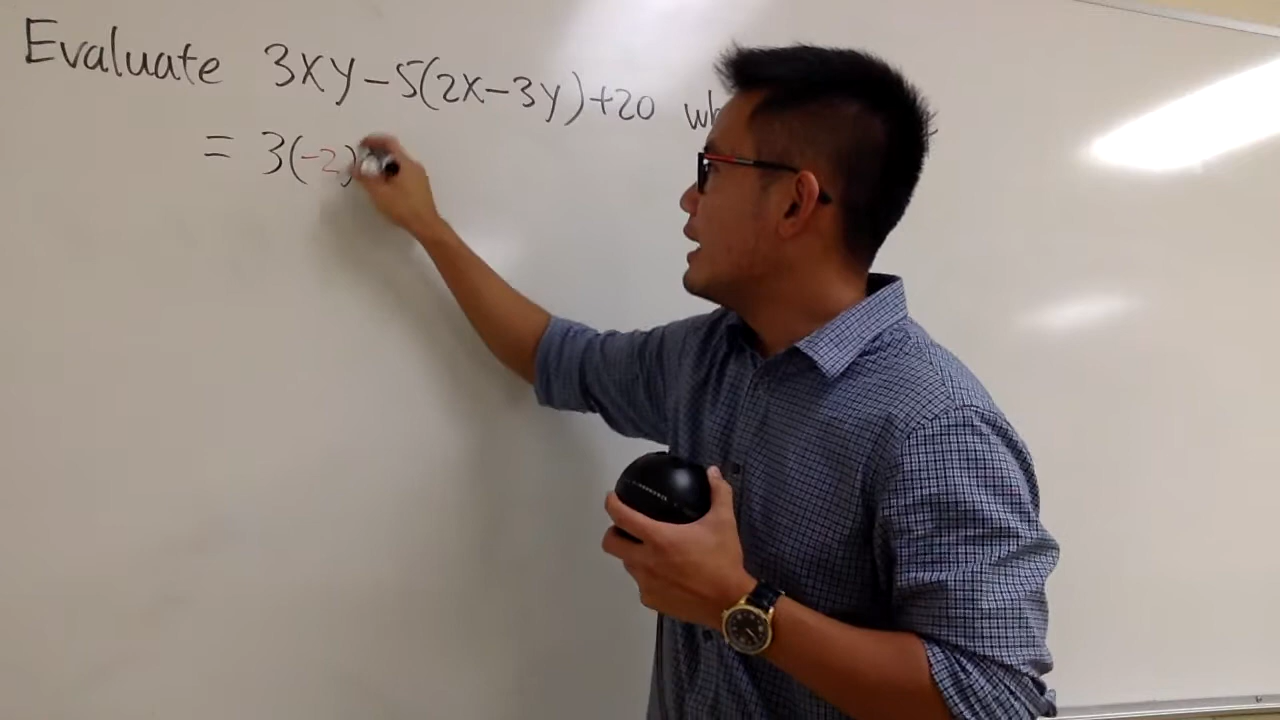 Evaluate 3xy-5(2x-3y)+20
= 3(-2)